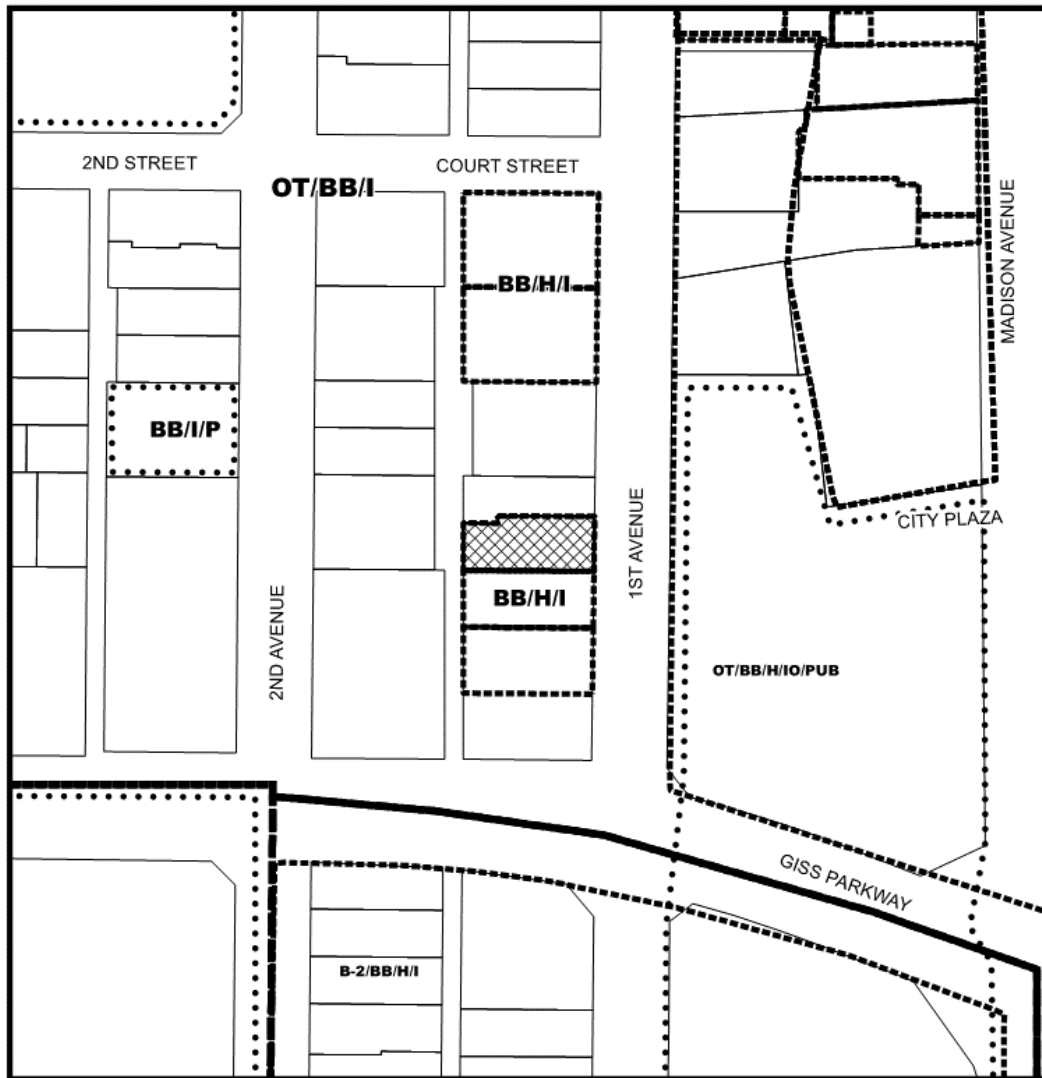 2ND STREET
COURT STREET
OT/BB/I
MADISON AVENUE
BB/H/I
BB/I/P
CITY PLAZA
1ST AVENUE
2ND AVENUE
BB/H/I
OT/BB/H/IO/PUB
GISS PARKWAY
B-2/BB/H/I